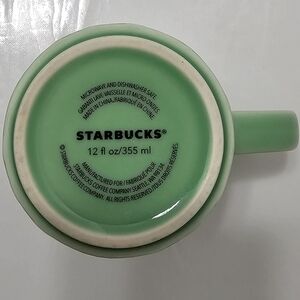 MICROWAVE AND DISHWASHER SAFE.
GARANTI LAVE-VAISSELLE ET MICRO-ONDES.
MADE IN CHINA./FABRIQUÉ EN CHINE.
STARBUCKS®
12 fl oz/355 ml
MANUFACTURED FOR / FABRIQUÉ POUR:
STARBUCKS COFFEE COMPANY SEATTLE, WA
© STARBUCKS COFFEE COMPANY.
ALL RIGHTS RESERVED./TOUS DROITS RÉSERVÉS.